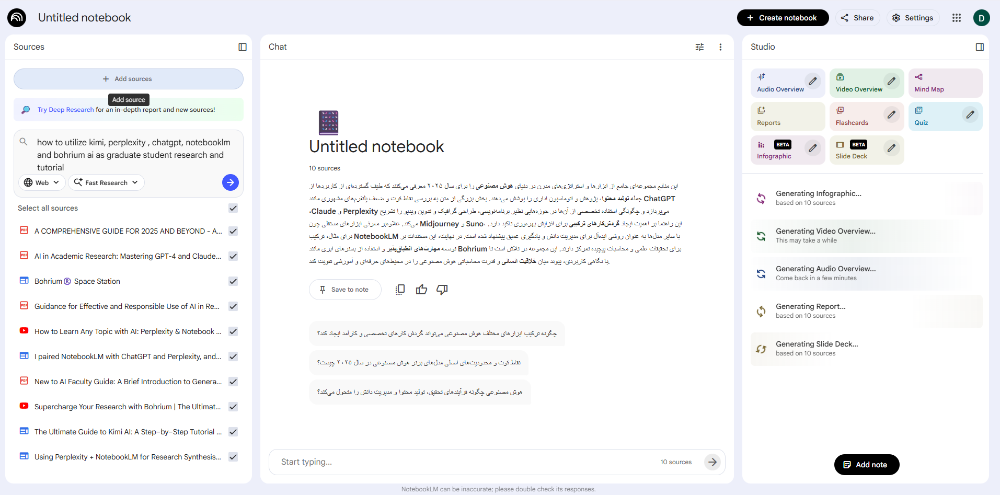 Untitled notebook
Create notebook
Share
Settings
D
Sources
Add sources
Add source
Try Deep Research for an in-depth report and new sources!
how to utilize kimi, perplexity , chatgpt, notebooklm
and bohrium ai as graduate student research and
tutorial
Web
Fast Research
Select all sources
A COMPREHENSIVE GUIDE FOR 2025 AND BEYOND - A...
AI in Academic Research: Mastering GPT-4 and Claude...
Bohrium® Space Station
Guidance for Effective and Responsible Use of AI in Re...
How to Learn Any Topic with AI: Perplexity & Notebook ...
I paired NotebookLM with ChatGPT and Perplexity, and...
New to AI Faculty Guide: A Brief Introduction to Genera...
Supercharge Your Research with Bohrium | The Ultimat...
The Ultimate Guide to Kimi AI: A Step-by-Step Tutorial ...
Using Perplexity + NotebookLM for Research Synthesis...
Chat
Untitled notebook
10 sources
این منابع مجموعه‌ای جامع از ابزارها و استراتژی‌های مدرن در دنیای هوش مصنوعی را برای سال ۲۰۲۵ معرفی می‌کنند که طیف گسترده‌ای از کاربردها از
جمله تولید محتوا، پژوهش و اتوماسیون اداری را پوشش می‌دهند. بخش بزرگی از متن به بررسی نقاط قوت و ضعف پلتفرم‌های مشهوری مانند ChatGPT
، Claude و Perplexity می‌پردازد و چگونگی استفاده تخصصی از آن‌ها در حوزه‌هایی نظیر برنامه‌نویسی، طراحی گرافیک و تدوین ویدیو را تشریح
می‌کند. علاوه‌بر معرفی ابزارهای مستقلی چون Midjourney و Suno، این راهنما بر اهمیت ایجاد گردش‌کارهای ترکیبی برای افزایش بهره‌وری تاکید دارد.
برای مثال، ترکیب NotebookLM با سایر مدل‌ها به عنوان روشی ایده‌آل برای مدیریت دانش و یادگیری عمیق پیشنهاد شده است. در نهایت، این مستندات بر
توسعه مهارت‌های انطباق‌پذیر و استفاده از بسترهای ابری مانند Bohrium برای تحقیقات علمی و محاسبات پیچیده تمرکز دارند. این مجموعه در تلاش است تا
با نگاهی کاربردی، پیوند میان خلاقیت انسانی و قدرت محاسباتی هوش مصنوعی را در محیط‌های حرفه‌ای و آموزشی تقویت کند.
Save to note
چگونه ترکیب ابزارهای مختلف هوش مصنوعی می‌تواند گردش کارهای تخصصی و کارآمد ایجاد کند؟
نقاط قوت و محدودیت‌های اصلی مدل‌های برتر هوش مصنوعی در سال ۲۰۲۵ چیست؟
هوش مصنوعی چگونه فرآیندهای تحقیق، تولید محتوا و مدیریت دانش را متحول می‌کند؟
Start typing...
10 sources
NotebookLM can be inaccurate; please double check its responses.
Studio
Audio Overview
Video Overview
Mind Map
Reports
Flashcards
Quiz
BETA
Infographic
BETA
Slide Deck
Generating Infographic...
based on 10 sources
Generating Video Overview...
This may take a while
Generating Audio Overview...
Come back in a few minutes
Generating Report...
based on 10 sources
Generating Slide Deck...
based on 10 sources
Add note